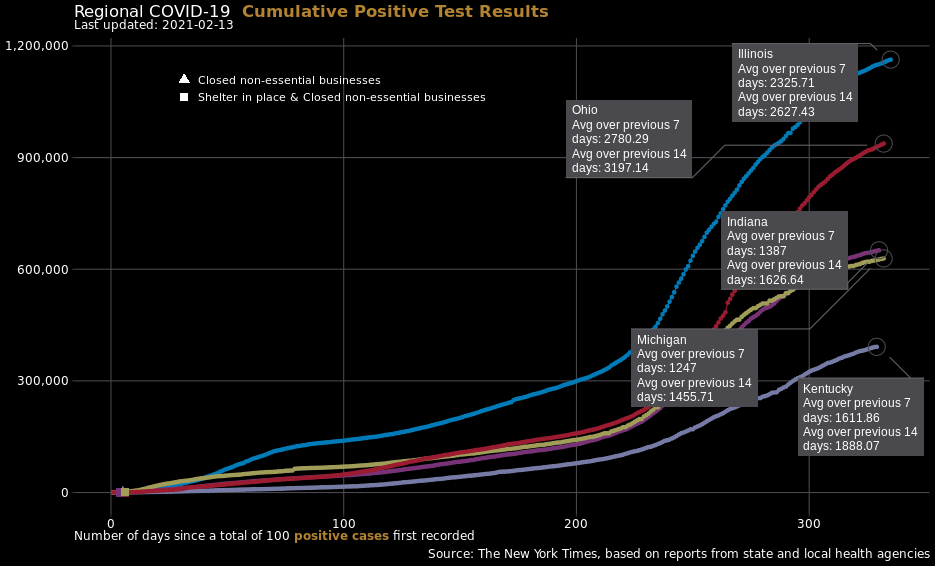 Regional COVID-19 Cumulative Positive Test Results
Last updated: 2021-02-13
1,200,000
900,000
600,000
300,000
0
Closed non-essential businesses
Shelter in place & Closed non-essential businesses
Illinois
Avg over previous 7
days: 2325.71
Avg over previous 14
days: 2627.43
Ohio
Avg over previous 7
days: 2780.29
Avg over previous 14
days: 3197.14
Indiana
Avg over previous 7
days: 1387
Avg over previous 14
days: 1626.64
Michigan
Avg over previous 7
days: 1247
Avg over previous 14
days: 1455.71
Kentucky
Avg over previous 7
days: 1611.86
Avg over previous 14
days: 1888.07
0 100 200 300
Number of days since a total of 100 positive cases first recorded
Source: The New York Times, based on reports from state and local health agencies